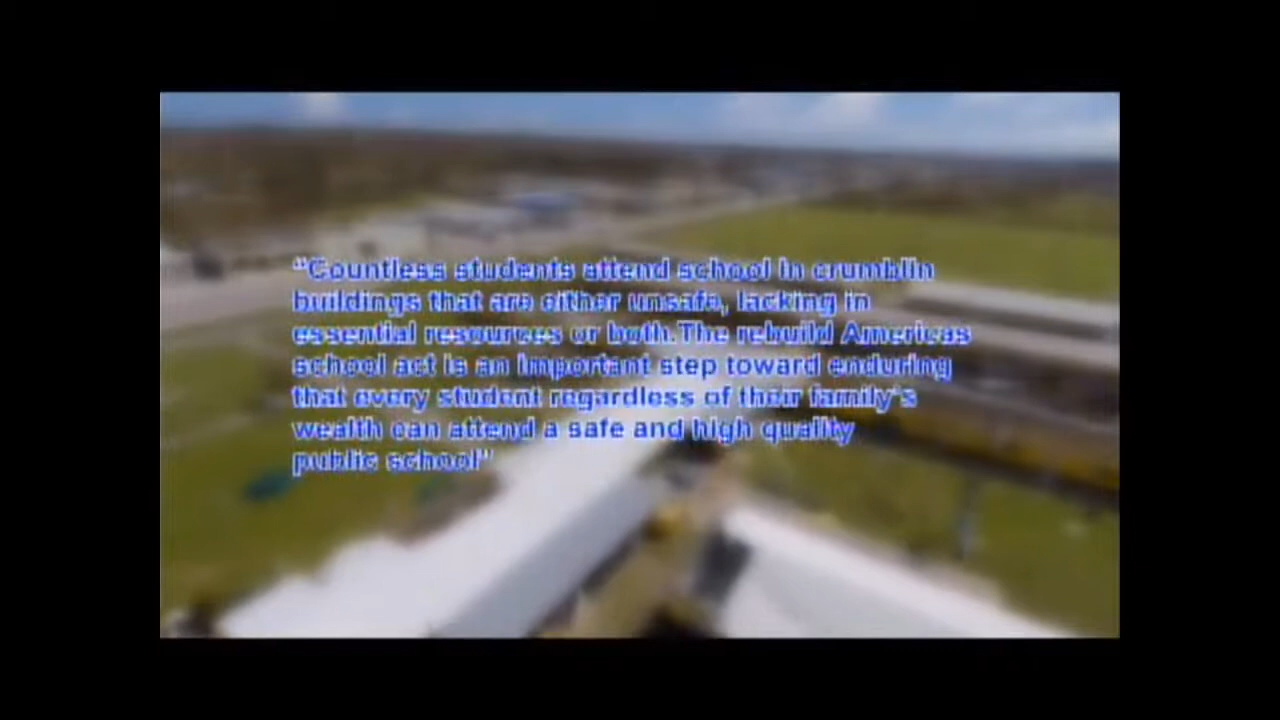 “Countless students attend school in crumblin
buildings that are either unsafe, lacking in
essential resources or both.The rebuild Americas
school act is an important step toward enduring
that every student regardless of their family's
wealth can attend a safe and high quality
public school”